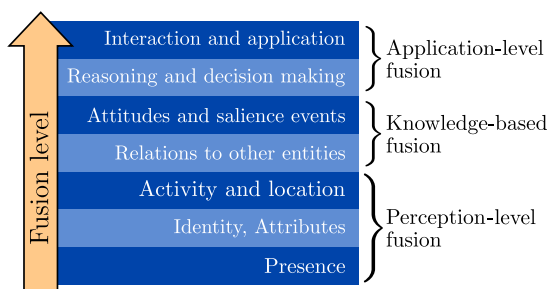 Interaction and application
Reasoning and decision making
Application-level
fusion
Attitudes and salience events
Relations to other entities
Knowledge-based
fusion
Activity and location
Identity, Attributes
Presence
Perception-level
fusion
Fusion level